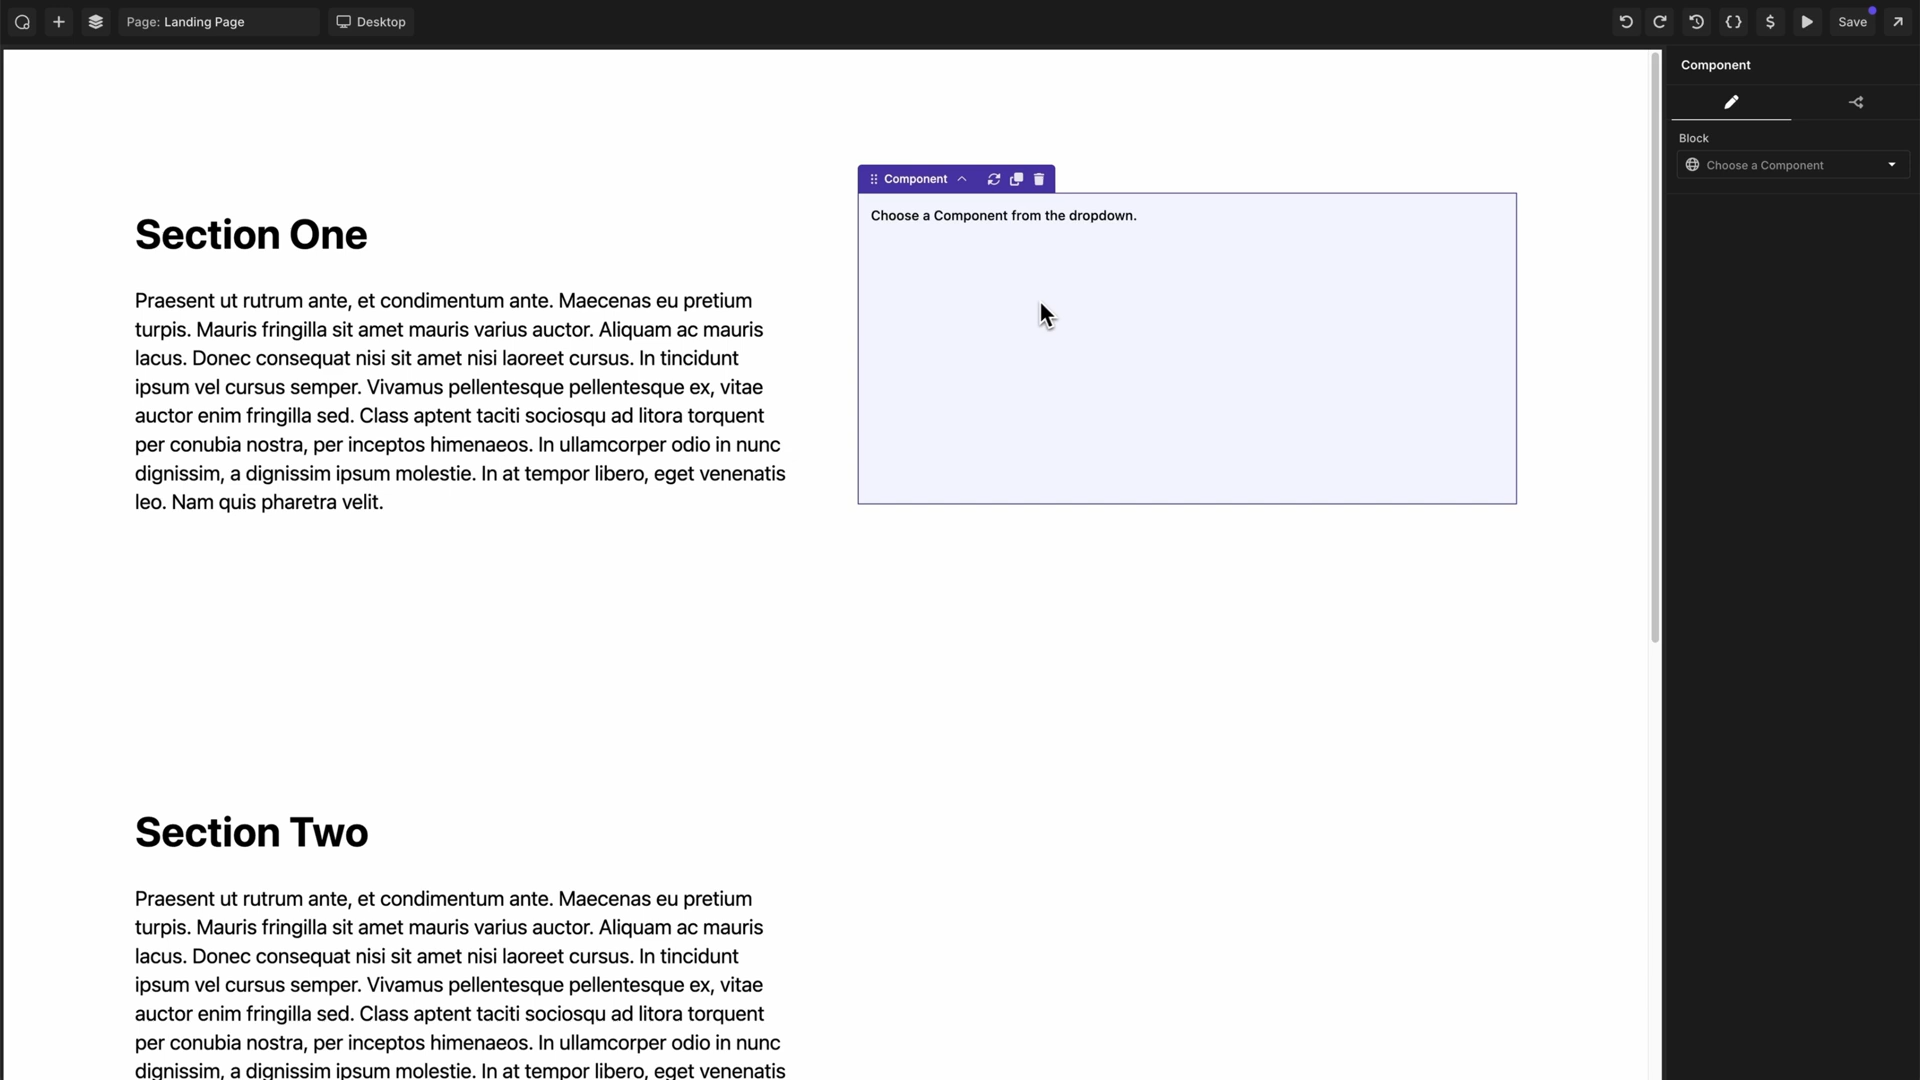 Page: Landing Page
Desktop
Save
Component
Block
Choose a Component
Component
Choose a Component from the dropdown.
Section One
Praesent ut rutrum ante, et condimentum ante. Maecenas eu pretium
turpis. Mauris fringilla sit amet mauris varius auctor. Aliquam ac mauris
lacus. Donec consequat nisi sit amet nisi laoreet cursus. In tincidunt
ipsum vel cursus semper. Vivamus pellentesque pellentesque ex, vitae
auctor enim fringilla sed. Class aptent taciti sociosqu ad litora torquent
per conubia nostra, per inceptos himenaeos. In ullamcorper odio in nunc
dignissim, a dignissim ipsum molestie. In at tempor libero, eget venenatis
leo. Nam quis pharetra velit.
Section Two
Praesent ut rutrum ante, et condimentum ante. Maecenas eu pretium
turpis. Mauris fringilla sit amet mauris varius auctor. Aliquam ac mauris
lacus. Donec consequat nisi sit amet nisi laoreet cursus. In tincidunt
ipsum vel cursus semper. Vivamus pellentesque pellentesque ex, vitae
auctor enim fringilla sed. Class aptent taciti sociosqu ad litora torquent
per conubia nostra, per inceptos himenaeos. In ullamcorper odio in nunc
dignissim, a dignissim ipsum molestie. In at tempor libero, eget venenatis